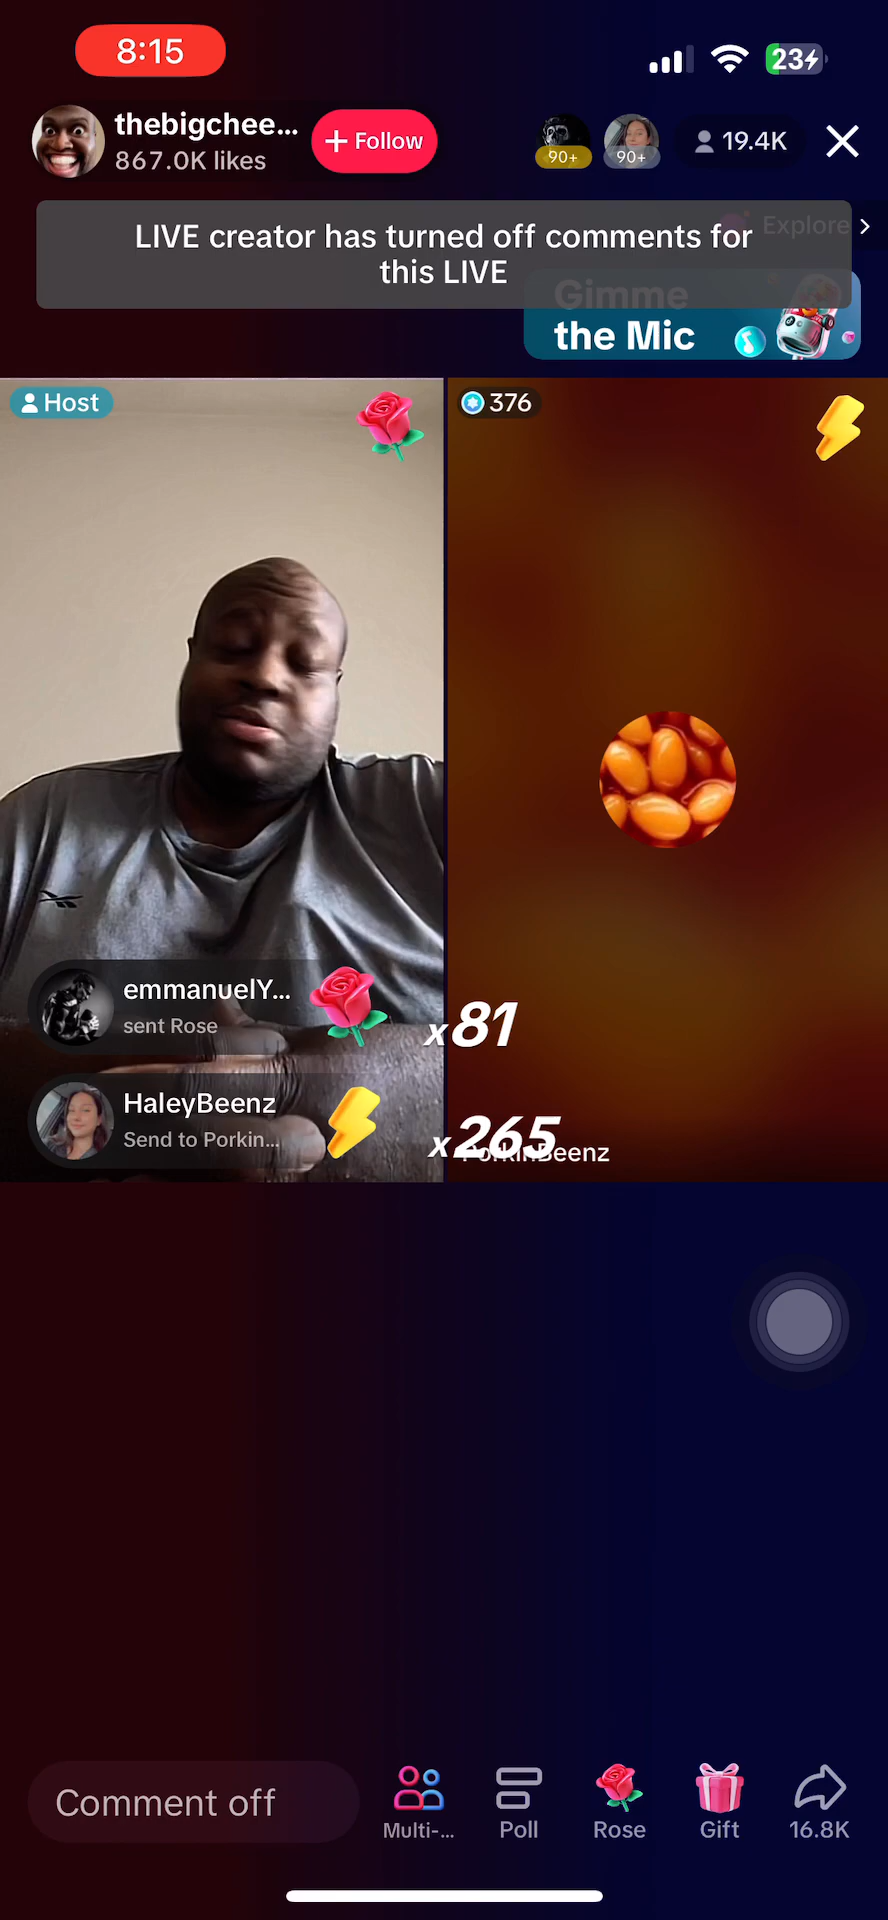 8:15
23
thebigchee...
867.0K likes
+ Follow
90+
90+
19.4K
LIVE creator has turned off comments for
this LIVE
Explore >
Gimme
the Mic
Host
376
emmanuelY...
sent Rose
x81
HaleyBeenz
Send to Porkin...
x265
PorkinBeenz
Comment off
Multi-...
Poll
Rose
Gift
16.8K